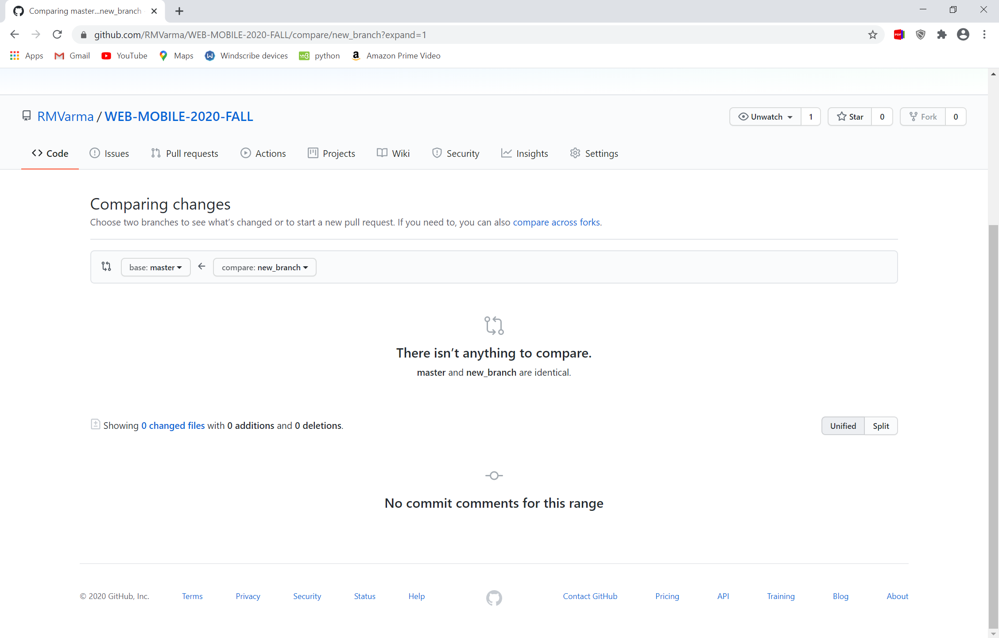 Comparing master...new_branch
github.com/RMVarma/WEB-MOBILE-2020-FALL/compare/new_branch?expand=1
Apps Gmail YouTube Maps Windscribe devices python Amazon Prime Video
RMVarma / WEB-MOBILE-2020-FALL Unwatch 1 Star 0 Fork 0
Code Issues Pull requests Actions Projects Wiki Security Insights Settings
Comparing changes
Choose two branches to see what’s changed or to start a new pull request. If you need to, you can also compare across forks.
base: master compare: new_branch
There isn’t anything to compare.
master and new_branch are identical.
Showing 0 changed files with 0 additions and 0 deletions. Unified Split
No commit comments for this range
© 2020 GitHub, Inc. Terms Privacy Security Status Help Contact GitHub Pricing API Training Blog About